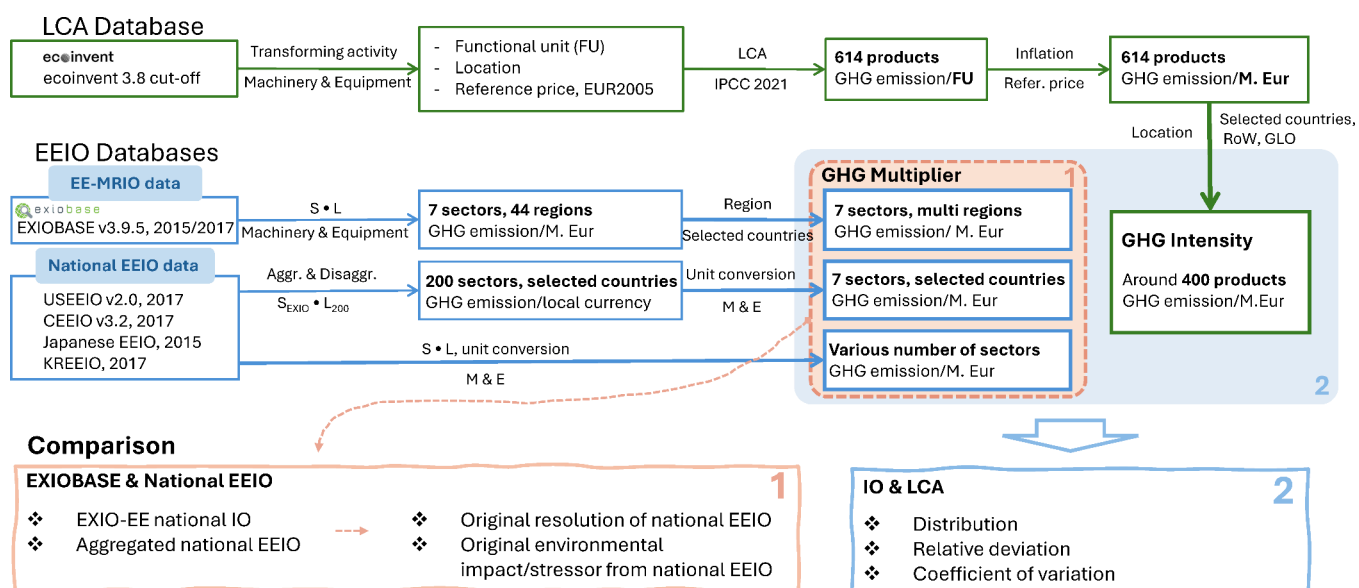 LCA Database
ecoinvent
ecoinvent 3.8 cut-off
Transforming activity
Machinery & Equipment
- Functional unit (FU)
- Location
- Reference price, EUR2005
LCA
IPCC 2021
614 products
GHG emission/FU
Inflation
Refer. price
614 products
GHG emission/M. Eur
Location
Selected countries,
RoW, GLO
EEIO Databases
EE-MRIO data
exiobase
EXIOBASE v3.9.5, 2015/2017
S • L
Machinery & Equipment
7 sectors, 44 regions
GHG emission/M. Eur
Region
Selected countries
GHG Multiplier
1
7 sectors, multi regions
GHG emission/ M. Eur
National EEIO data
USEEIO v2.0, 2017
CEEIO v3.2, 2017
Japanese EEIO, 2015
KREEIO, 2017
Aggr. & Disaggr.
S_EXIO • L_200
200 sectors, selected countries
GHG emission/local currency
Unit conversion
M & E
7 sectors, selected countries
GHG emission/M. Eur
S • L, unit conversion
M & E
Various number of sectors
GHG emission/M. Eur
GHG Intensity
Around 400 products
GHG emission/M.Eur
2
Comparison
EXIOBASE & National EEIO
1
❖ EXIO-EE national IO
❖ Aggregated national EEIO
❖ Original resolution of national EEIO
❖ Original environmental
impact/stressor from national EEIO
IO & LCA
2
❖ Distribution
❖ Relative deviation
❖ Coefficient of variation